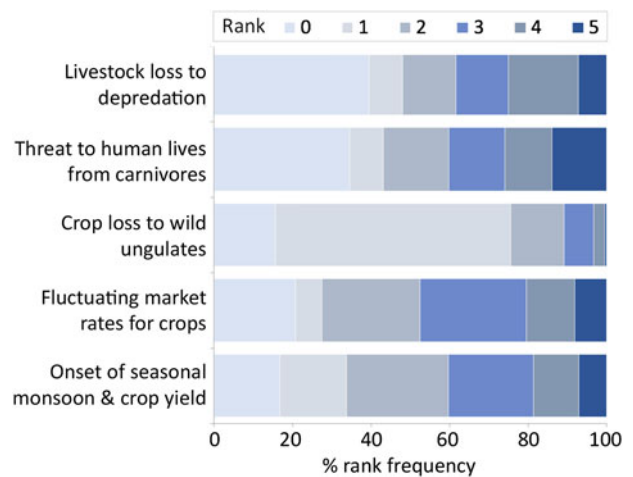 Rank 0 1 2 3 4 5
Livestock loss to
depredation
Threat to human lives
from carnivores
Crop loss to wild
ungulates
Fluctuating market
rates for crops
Onset of seasonal
monsoon & crop yield
0 20 40 60 80 100
% rank frequency